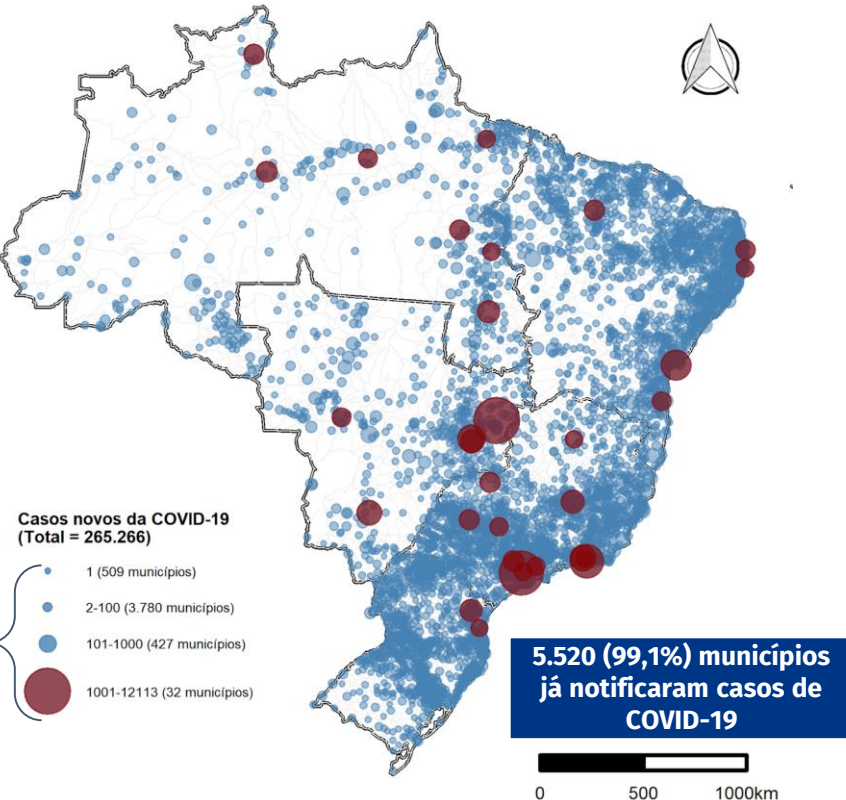 Casos novos da COVID-19
(Total = 265.266)
1 (509 municípios)
2-100 (3.780 municípios)
101-1000 (427 municípios)
1001-12113 (32 municípios)
5.520 (99,1%) municípios
já notificaram casos de
COVID-19
0 500 1000km